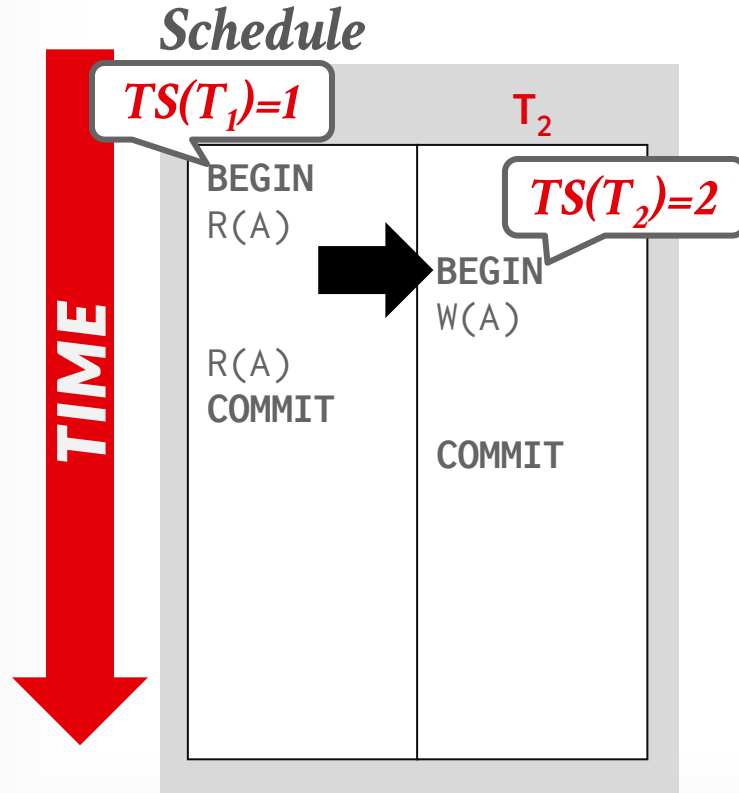 Schedule
TS(T₁)=1
T₂
BEGIN
TS(T₂)=2
R(A)
BEGIN
W(A)
R(A)
COMMIT
COMMIT
TIME